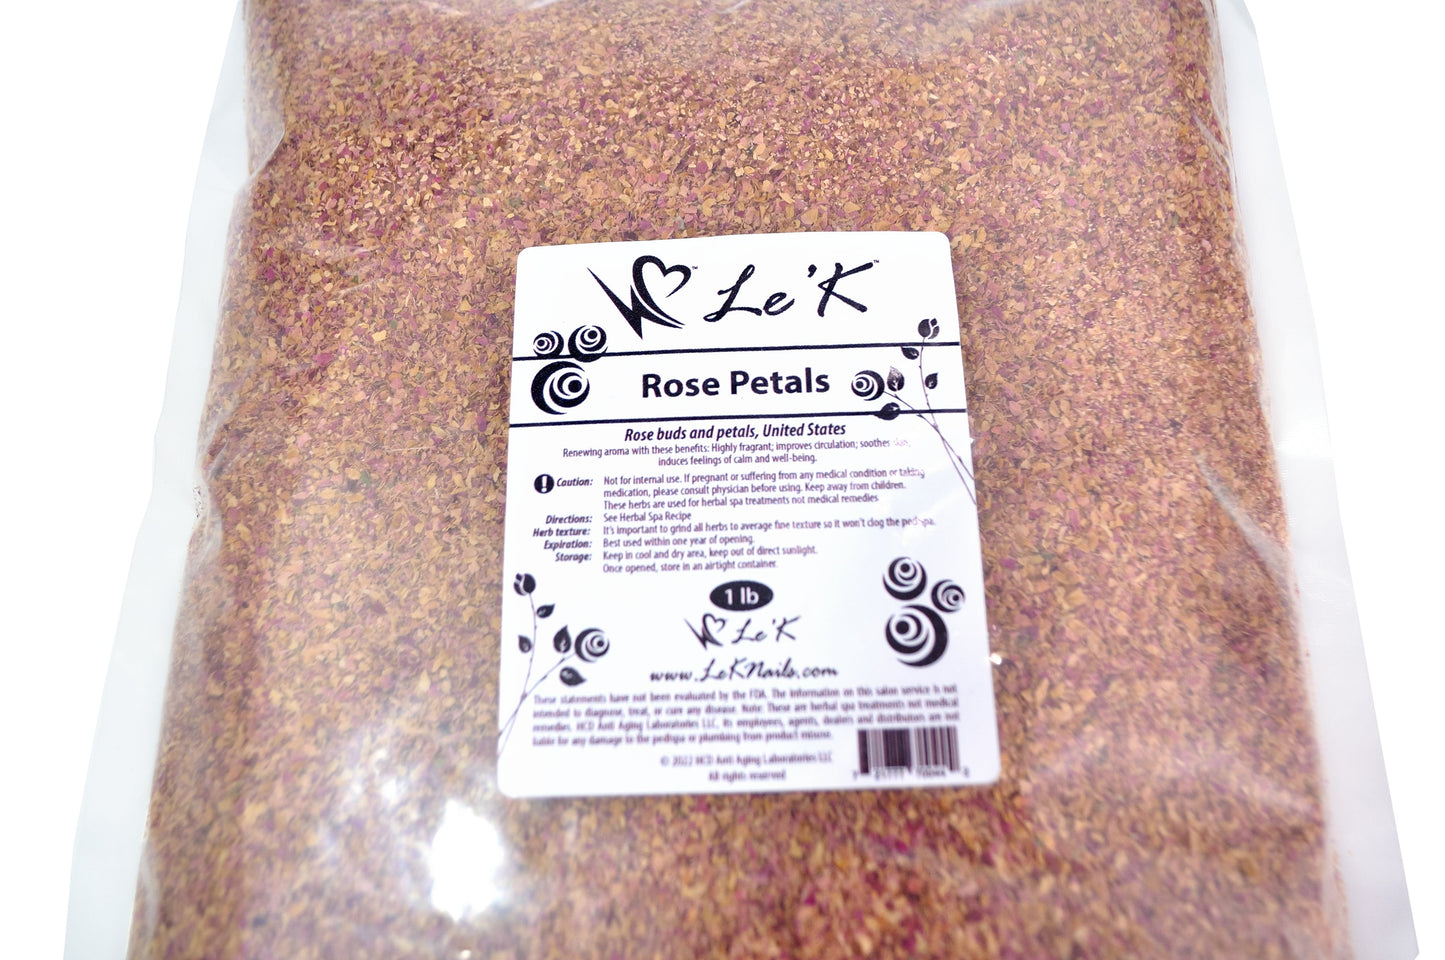 ™ Le'K™
Rose Petals
Rose buds and petals, United States
Renewing aroma with these benefits: Highly fragrant; improves circulation; soothes skin;
induces feelings of calm and well-being.
Caution: Not for internal use. If pregnant or suffering from any medical condition or taking
medication, please consult physician before using. Keep away from children.
These herbs are used for herbal spa treatments not medical remedies
Directions: See Herbal Spa Recipe
Herb texture: It's important to grind all herbs to average fine texture so it won't clog the pedispa.
Expiration: Best used within one year of opening.
Storage: Keep in cool and dry area, keep out of direct sunlight.
Once opened, store in an airtight container.
1 lb
Le'K
www.LeKNails.com
These statements have not been evaluated by the FDA. The information on this salon service is not
intended to diagnose, treat, or cure any disease. Note: These are herbal spa treatments not medical
remedies. HCD Anti Aging Laboratories LLC, its employees, agents, dealers and distributors are not
liable for any damage to the pedispa or plumbing from product misuse.
© 2022 HCD Anti Aging Laboratories LLC
All rights reserved